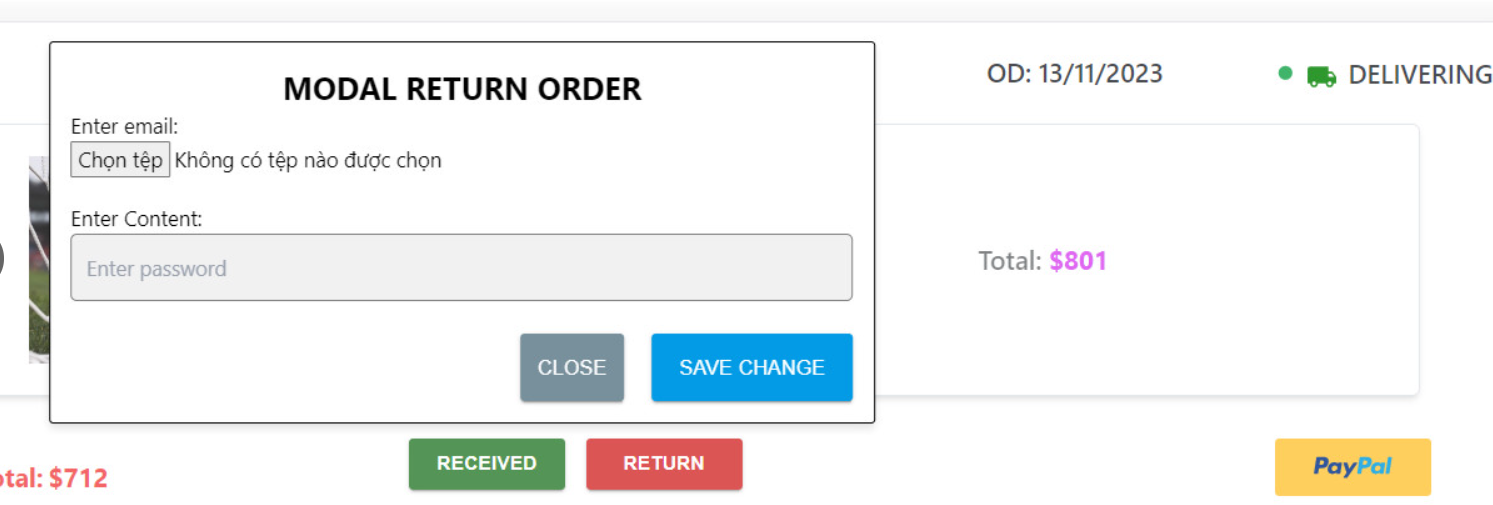 MODAL RETURN ORDER
OD: 13/11/2023
DELIVERING
Enter email:
Chọn tệp Không có tệp nào được chọn
Enter Content:
Enter password
Total: $801
CLOSE
SAVE CHANGE
RECEIVED
RETURN
otal: $712
PayPal